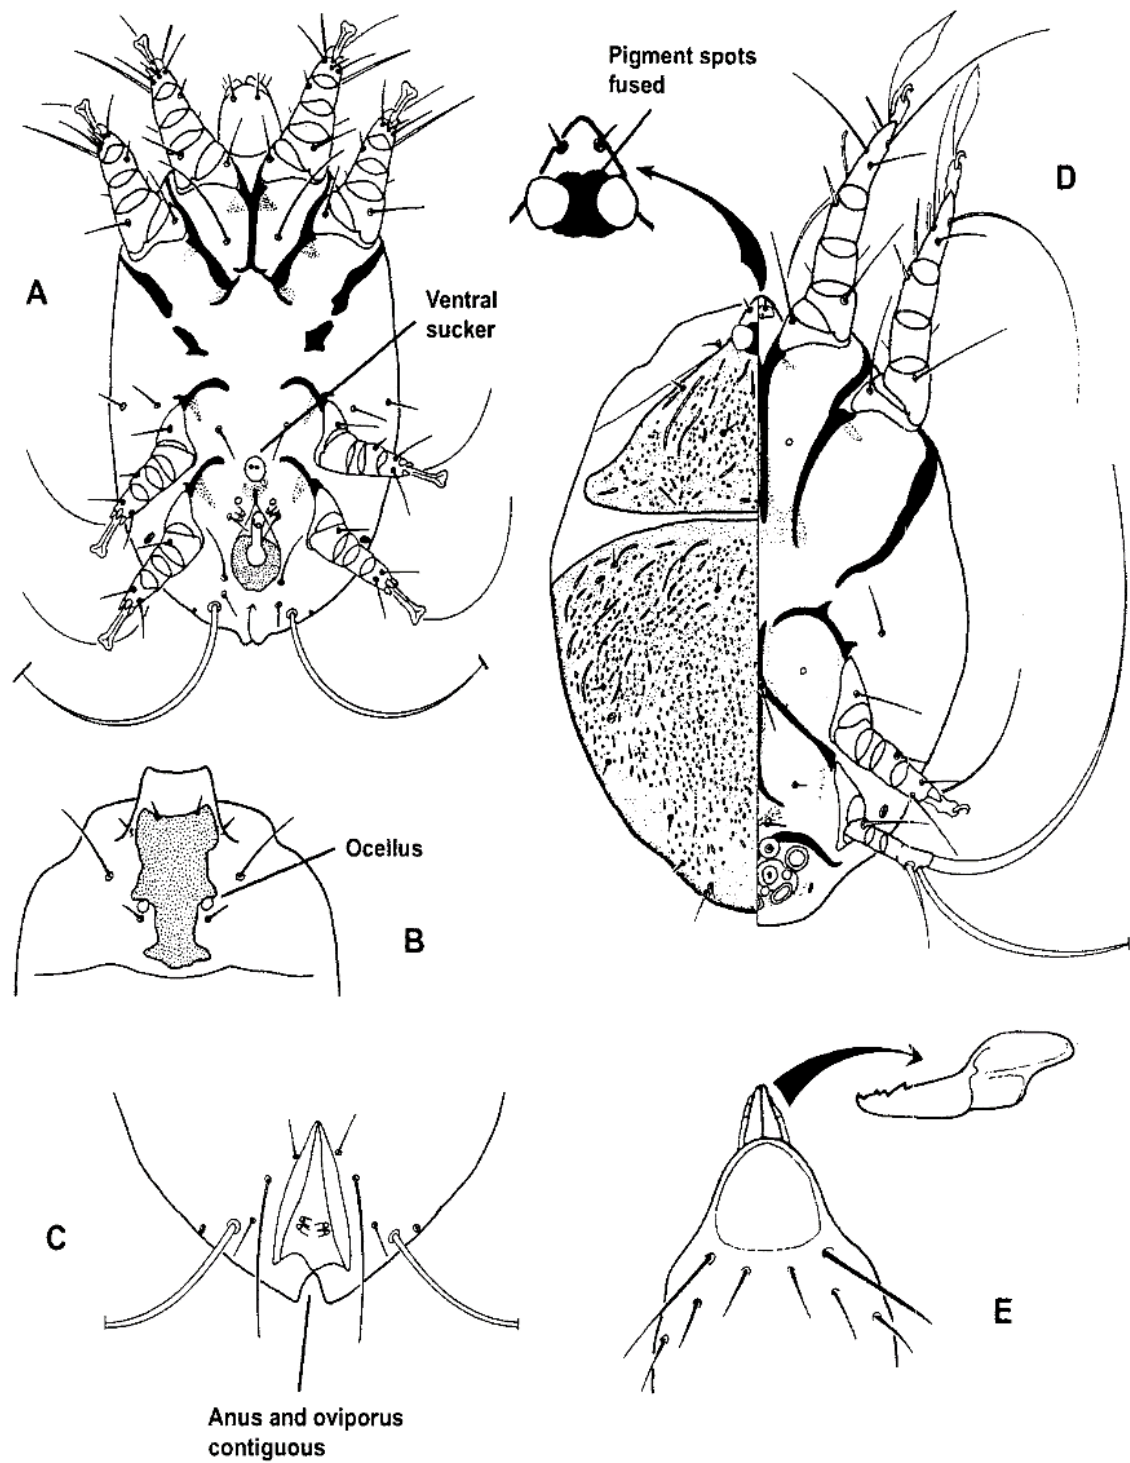 Pigment spots
fused
D
A
Ventral
sucker
Ocellus
B
C
E
Anus and oviporus
contiguous